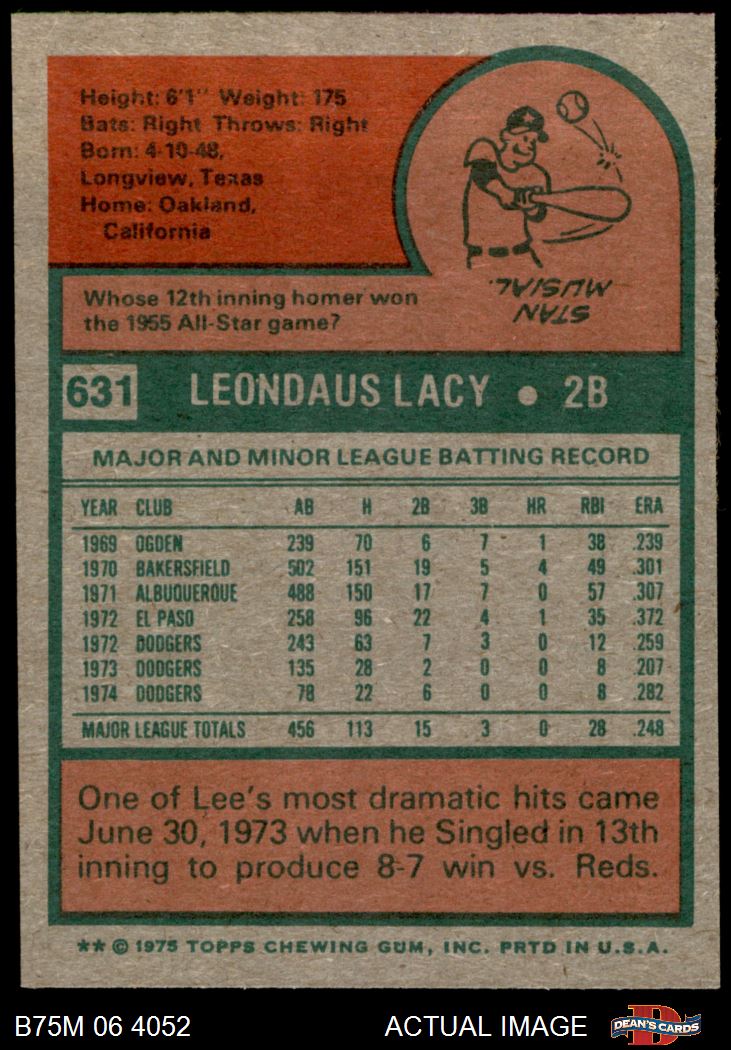 Height: 6'1" Weight: 175
Bats: Right Throws: Right
Born: 4-10-48,
Longview, Texas
Home: Oakland,
California
Whose 12th inning homer won
the 1955 All-Star game?
STAN
MUSIAL.
631 LEONDAUS LACY • 2B
MAJOR AND MINOR LEAGUE BATTING RECORD
YEAR CLUB AB H 2B 3B HR RBI ERA
1969 OGDEN 239 70 6 7 1 38 .239
1970 BAKERSFIELD 502 151 19 5 4 49 .301
1971 ALBUQUERQUE 488 150 17 7 0 57 .307
1972 EL PASO 258 96 22 4 1 35 .372
1972 DODGERS 243 63 7 3 0 12 .259
1973 DODGERS 135 28 2 0 0 8 .207
1974 DODGERS 78 22 6 0 0 8 .282
MAJOR LEAGUE TOTALS 456 113 15 3 0 28 .248
One of Lee's most dramatic hits came
June 30, 1973 when he Singled in 13th
inning to produce 8-7 win vs. Reds.
** © 1975 TOPPS CHEWING GUM, INC. PRTD IN U.S.A.
B75M 06 4052 ACTUAL IMAGE D DEAN'S CARDS